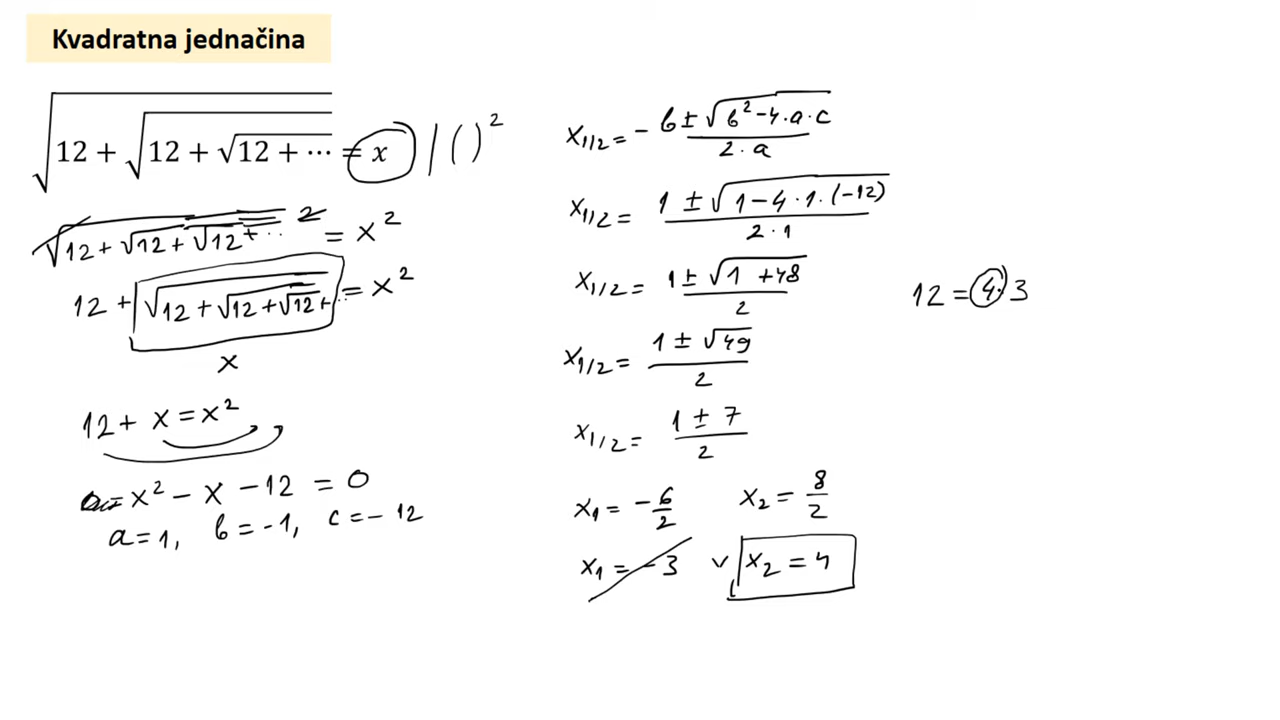 Kvadratna jednačina
√(12 + √(12 + √(12 + ⋯))) = x | ( )²
√(12 + √(12 + √(12 + ...)))² = x²
12 + √(12 + √(12 + √(12 + ...))) = x²
x
12 + x = x²
x² − x − 12 = 0
a = 1, b = -1, c = − 12
x₁/₂ = − b ± √(b² − 4·a·c) / 2·a
x₁/₂ = 1 ± √(1 − 4·1·(−12)) / 2·1
x₁/₂ = 1 ± √(1 + 48) / 2
x₁/₂ = 1 ± √49 / 2
x₁/₂ = 1 ± 7 / 2
x₁ = − 6/2 x₂ = 8/2
x₁ = − 3 ∨ x₂ = 4
12 = 4·3